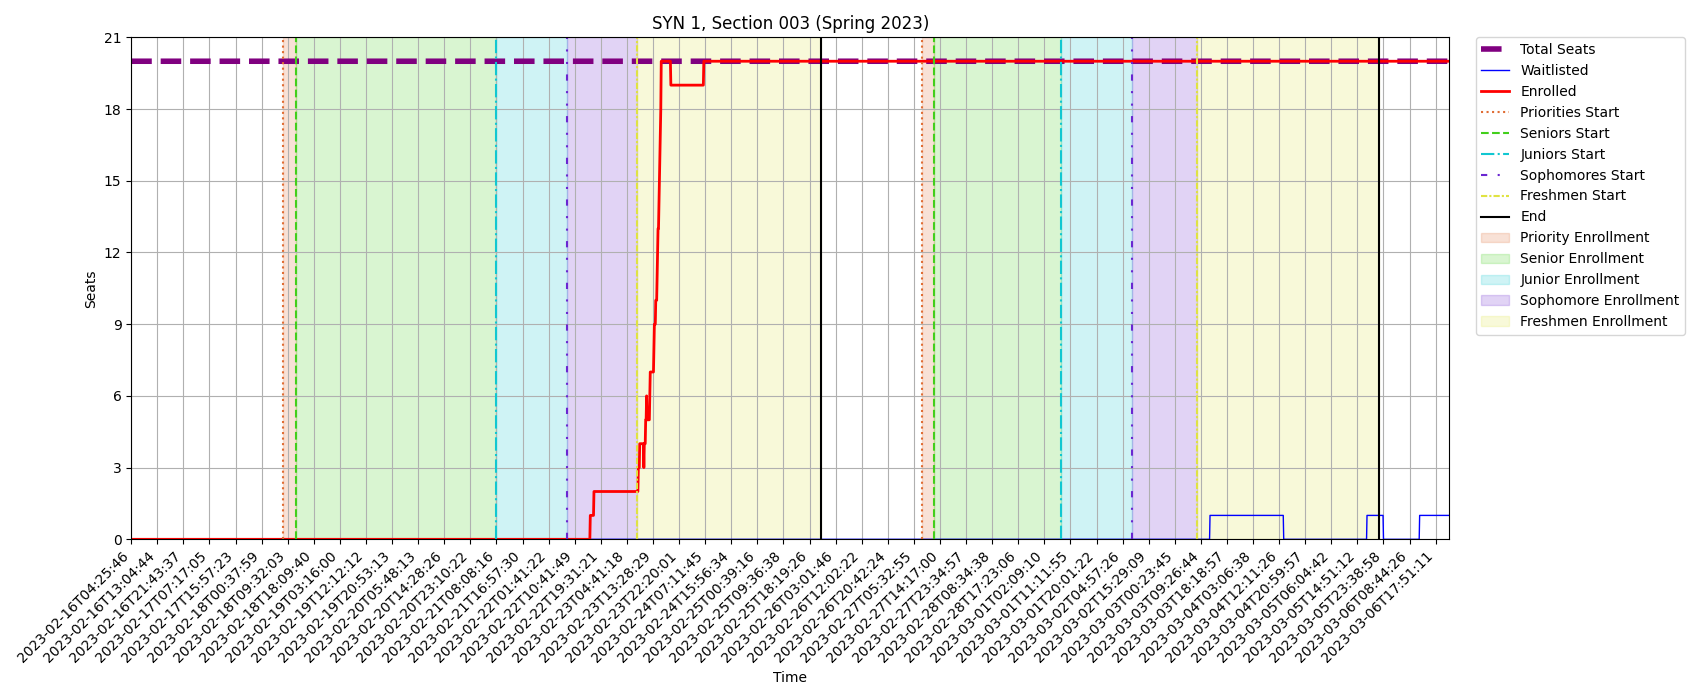 SYN 1, Section 003 (Spring 2023)
21
18
15
12
9
6
3
0
Seats
2023-02-16T04:25:46
2023-02-16T13:04:44
2023-02-16T21:43:37
2023-02-17T07:17:05
2023-02-17T15:57:23
2023-02-18T00:37:59
2023-02-18T09:32:03
2023-02-18T18:09:40
2023-02-19T03:16:00
2023-02-19T12:12:12
2023-02-19T20:53:13
2023-02-20T05:48:13
2023-02-20T14:28:26
2023-02-20T23:10:22
2023-02-21T08:08:16
2023-02-21T16:57:30
2023-02-22T01:41:22
2023-02-22T10:41:49
2023-02-22T19:31:21
2023-02-23T04:41:18
2023-02-23T13:28:29
2023-02-23T22:20:01
2023-02-24T07:11:45
2023-02-24T15:56:34
2023-02-25T00:39:16
2023-02-25T09:36:38
2023-02-25T18:19:26
2023-02-26T03:01:46
2023-02-26T12:02:22
2023-02-26T20:42:24
2023-02-27T05:32:55
2023-02-27T14:17:00
2023-02-27T23:34:57
2023-02-28T08:34:38
2023-02-28T17:23:06
2023-03-01T02:09:10
2023-03-01T11:11:55
2023-03-01T20:01:22
2023-03-02T04:57:26
2023-03-02T15:29:09
2023-03-03T00:23:45
2023-03-03T09:26:44
2023-03-03T18:18:57
2023-03-04T03:06:38
2023-03-04T12:11:26
2023-03-04T20:59:57
2023-03-05T06:04:42
2023-03-05T14:51:12
2023-03-05T23:38:58
2023-03-06T08:44:26
2023-03-06T17:51:11
Time
Total Seats
Waitlisted
Enrolled
Priorities Start
Seniors Start
Juniors Start
Sophomores Start
Freshmen Start
End
Priority Enrollment
Senior Enrollment
Junior Enrollment
Sophomore Enrollment
Freshmen Enrollment